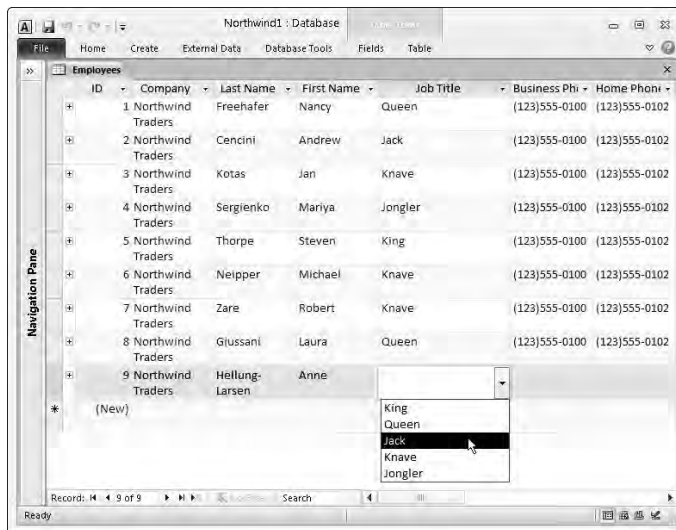 Northwind1 : Database
File Home Create External Data Database Tools Fields Table
Employees
ID Company Last Name First Name Job Title Business Ph Home Phon
1 Northwind Traders Freehafer Nancy Queen (123)555-0100 (123)555-0102
2 Northwind Traders Cencini Andrew Jack (123)555-0100 (123)555-0102
3 Northwind Traders Kotas Jan Knave (123)555-0100 (123)555-0102
4 Northwind Traders Sergienko Mariya Jongler (123)555-0100 (123)555-0102
5 Northwind Traders Thorpe Steven King (123)555-0100 (123)555-0102
6 Northwind Traders Neipper Michael Knave (123)555-0100 (123)555-0102
7 Northwind Traders Zare Robert Knave (123)555-0100 (123)555-0102
8 Northwind Traders Giussani Laura Queen (123)555-0100 (123)555-0102
9 Northwind Traders Hellung-Larsen Anne
(New)
King
Queen
Jack
Knave
Jongler
Navigation Pane
Record: 9 of 9 Search
Ready